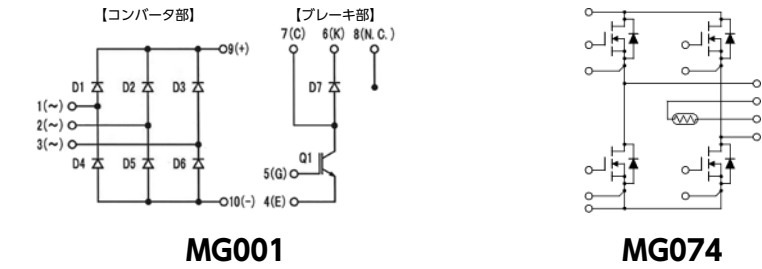 【コンバータ部】
【ブレーキ部】
7(C) 6(K) 8(N.C.)
9(+)
D1 D2 D3 D7
1(~)
2(~)
3(~)
D4 D5 D6
Q1
5(G)
10(-) 4(E)
MG001
MG074